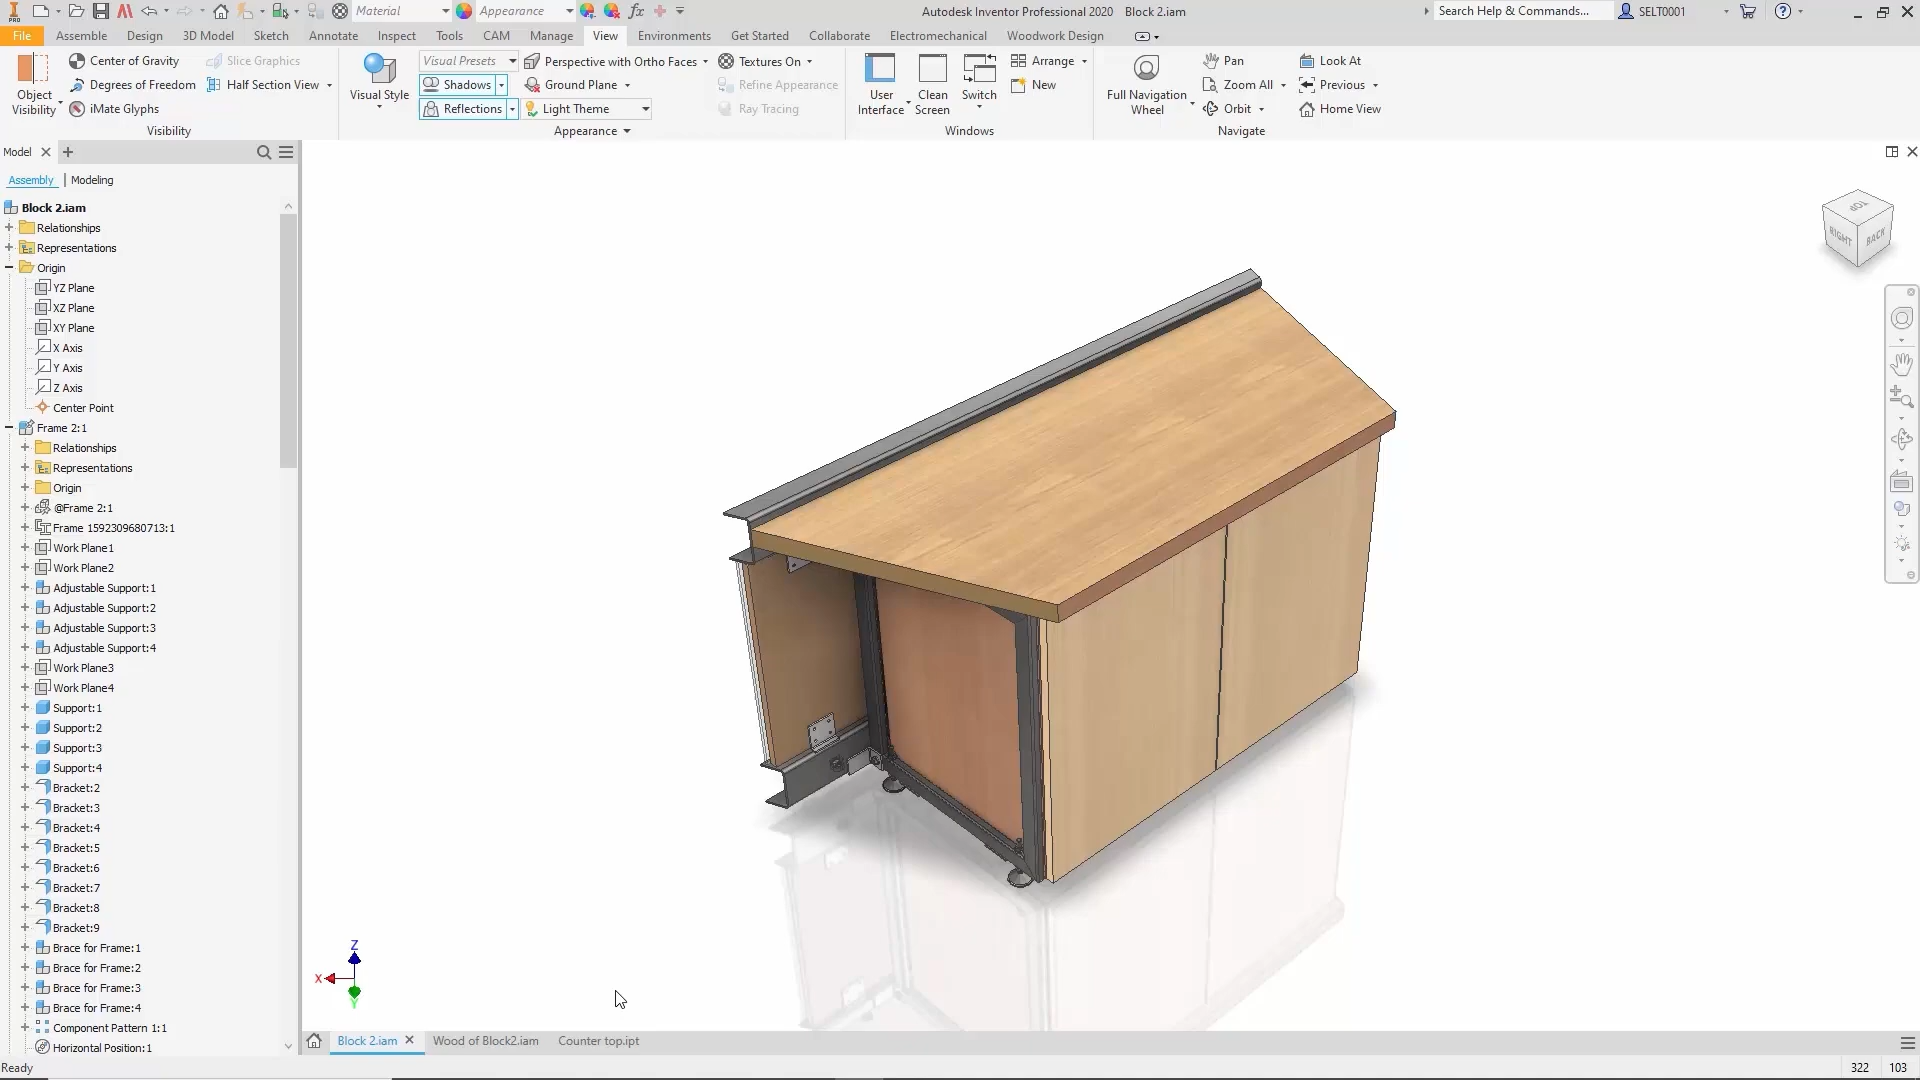 Material
Appearance
fx
Autodesk Inventor Professional 2020 Block 2.iam
Search Help & Commands...
SELT0001
File Assemble Design 3D Model Sketch Annotate Inspect Tools CAM Manage View Environments Get Started Collaborate Electromechanical Woodwork Design
Object Visibility
Center of Gravity
Degrees of Freedom
iMate Glyphs
Slice Graphics
Half Section View
Visibility
Visual Style
Visual Presets
Shadows
Reflections
Perspective with Ortho Faces
Ground Plane
Light Theme
Textures On
Refine Appearance
Ray Tracing
Appearance
User Interface
Clean Screen
Switch
Arrange
New
Windows
Full Navigation Wheel
Pan
Zoom All
Orbit
Look At
Previous
Home View
Navigate
Model
Assembly | Modeling
Block 2.iam
Relationships
Representations
Origin
YZ Plane
XZ Plane
XY Plane
X Axis
Y Axis
Z Axis
Center Point
Frame 2:1
Relationships
Representations
Origin
@Frame 2:1
Frame 1592309680713:1
Work Plane1
Work Plane2
Adjustable Support:1
Adjustable Support:2
Adjustable Support:3
Adjustable Support:4
Work Plane3
Work Plane4
Support:1
Support:2
Support:3
Support:4
Bracket:2
Bracket:3
Bracket:4
Bracket:5
Bracket:6
Bracket:7
Bracket:8
Bracket:9
Brace for Frame:1
Brace for Frame:2
Brace for Frame:3
Brace for Frame:4
Component Pattern 1:1
Horizontal Position:1
TOP
RIGHT
BACK
Z
X
Y
Block 2.iam
Wood of Block2.iam
Counter top.ipt
Ready
322 103